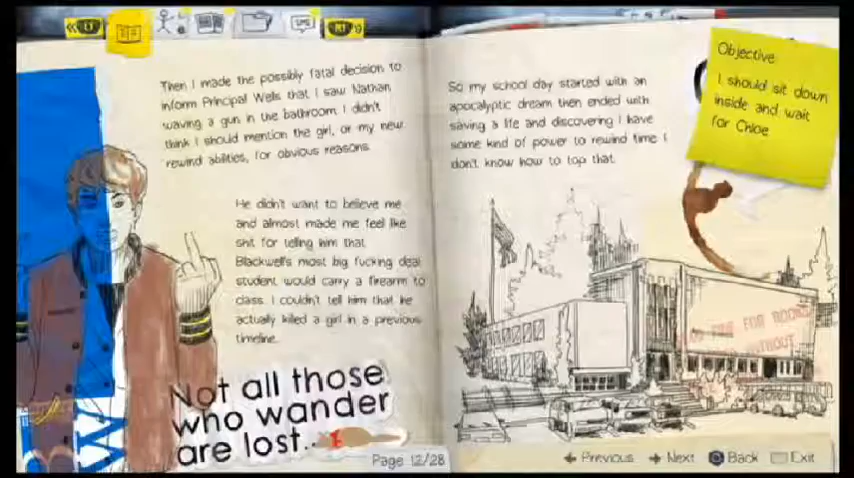 L1
SMS
R1
Then I made the possibly fatal decision to
inform Principal Wells that I saw Nathan
waving a gun in the bathroom. I didn't
think I should mention the girl, or my new
rewind abilities, for obvious reasons.
He didn't want to believe me
and almost made me feel like
shit for telling him that
Blackwell's most big fucking deal
student would carry a firearm to
class. I couldn't tell him that he
actually killed a girl in a previous
timeline.
Not all those
who wander
are lost...
Page 12/28
So my school day started with an
apocalyptic dream then ended with
saving a life and discovering I have
some kind of power to rewind time. I
don't know how to top that.
Objective:
I should sit down
inside and wait
for Chloe
FOR BOOKS
Previous
Next
Back
Exit